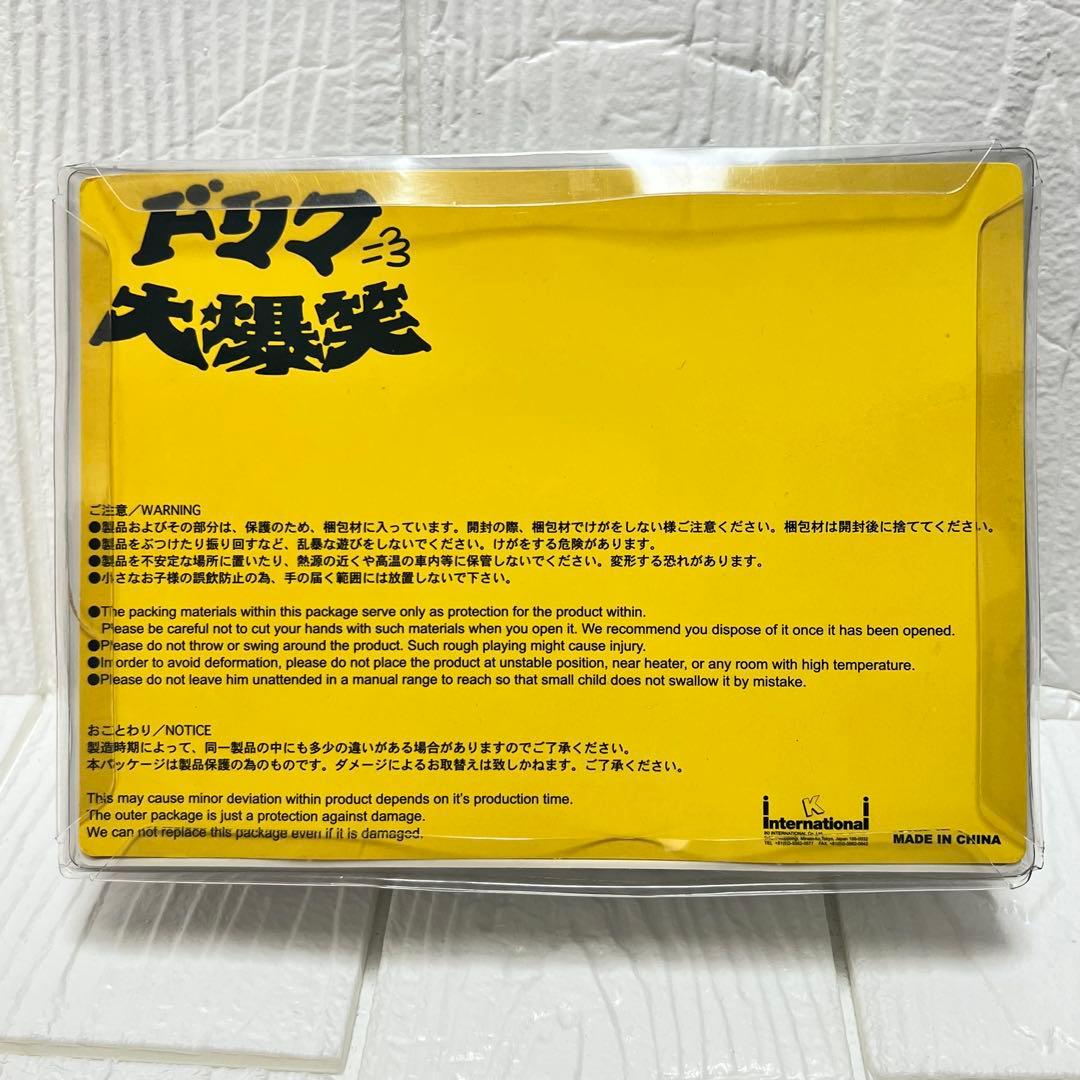 ドリフ
大爆笑
ご注意／WARNING
●製品およびその部分は、保護のため、梱包材に入っています。開封の際、梱包材でけがをしない様ご注意ください。梱包材は開封後に捨ててください。
●製品をぶつけたり振り回すなど、乱暴な遊びをしないでください。けがをする危険があります。
●製品を不安定な場所に置いたり、熱源の近くや高温の車内等に保管しないでください。変形する恐れがあります。
●小さなお子様の誤飲防止の為、手の届く範囲には放置しないで下さい。
●The packing materials within this package serve only as protection for the product within.
Please be careful not to cut your hands with such materials when you open it. We recommend you dispose of it once it has been opened.
●Please do not throw or swing around the product. Such rough playing might cause injury.
●In order to avoid deformation, please do not place the product at unstable position, near heater, or any room with high temperature.
●Please do not leave him unattended in a manual range to reach so that small child does not swallow it by mistake.
おことわり／NOTICE
製造時期によって、同一製品の中にも多少の違いがある場合がありますのでご了承ください。
本パッケージは製品保護の為のものです。ダメージによるお取替えは致しかねます。ご了承ください。
This may cause minor deviation within product depends on it's production time.
The outer package is just a protection against damage.
We can not replace this package even if it is damaged.
K
international
MADE IN CHINA